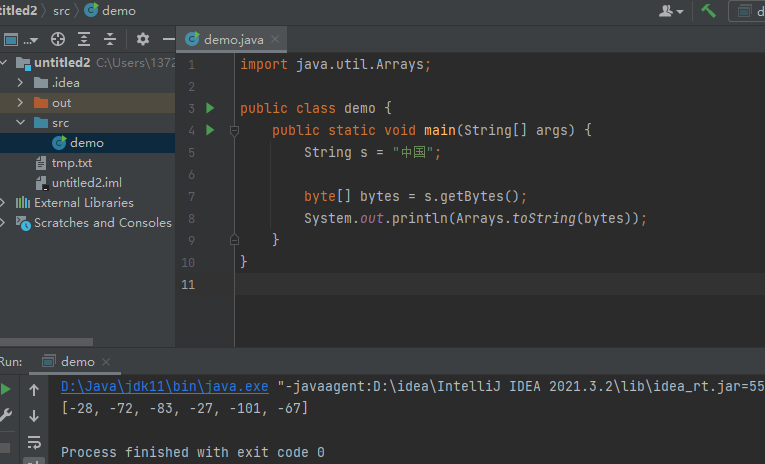 titled2 src demo
demo.java
untitled2 C:\Users\1372
.idea
out
src
demo
tmp.txt
untitled2.iml
External Libraries
Scratches and Consoles
1 import java.util.Arrays;
2
3 public class demo {
4 public static void main(String[] args) {
5 String s = "中国";
6
7 byte[] bytes = s.getBytes();
8 System.out.println(Arrays.toString(bytes));
9 }
10 }
11
Run: demo
D:\Java\jdk11\bin\java.exe "-javaagent:D:\idea\IntelliJ IDEA 2021.3.2\lib\idea_rt.jar=55
[-28, -72, -83, -27, -101, -67]
Process finished with exit code 0